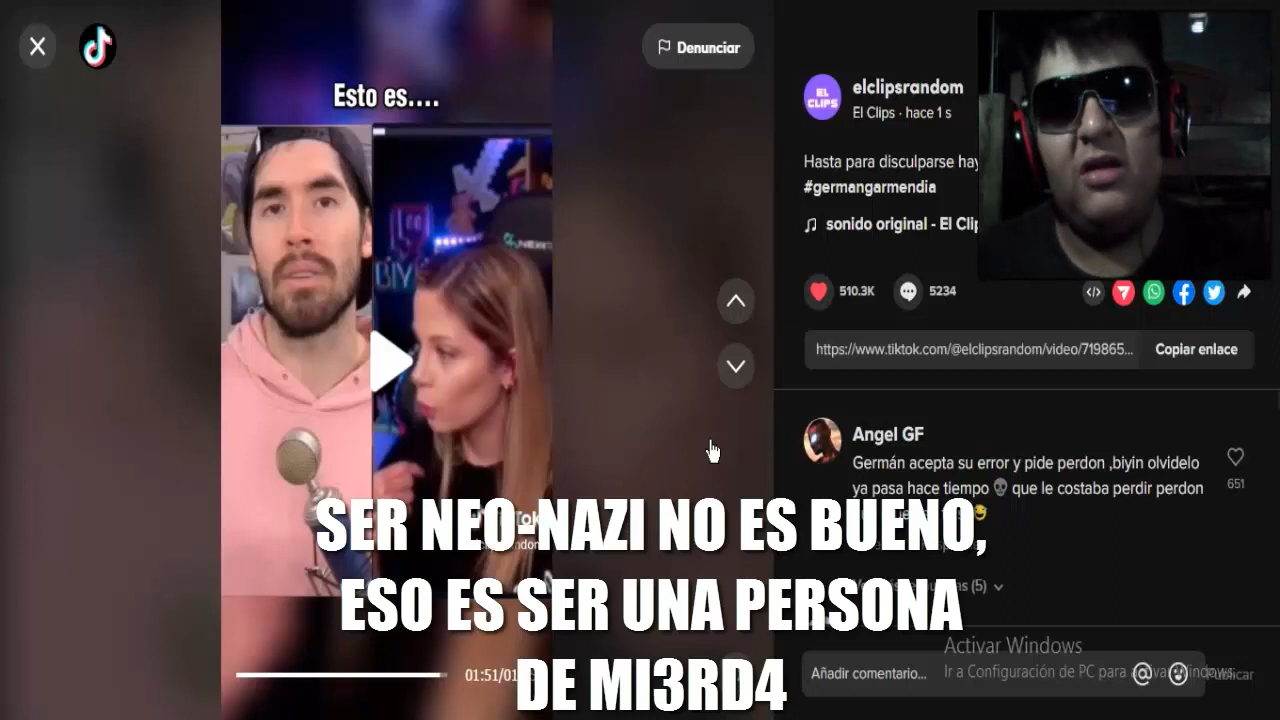 Denunciar
Esto es....
EL
CLIPS
elclipsrandom
El Clips · hace 1 s
Hasta para disculparse hay
#germangarmendia
sonido original - El Clip
BIY
510.3K
5234
https://www.tiktok.com/@elclipsrandom/video/719865...
Copiar enlace
Angel GF
Germán acepta su error y pide perdon ,biyin olvidelo
ya pasa hace tiempo 💀 que le costaba perdir perdon
651
SER NEO-NAZI NO ES BUENO,
ESO ES SER UNA PERSONA
DE MI3RD4
(5)
01:51/01
Activar Windows
Ir a Configuración de PC para activar Windows.
Añadir comentario...
Publicar